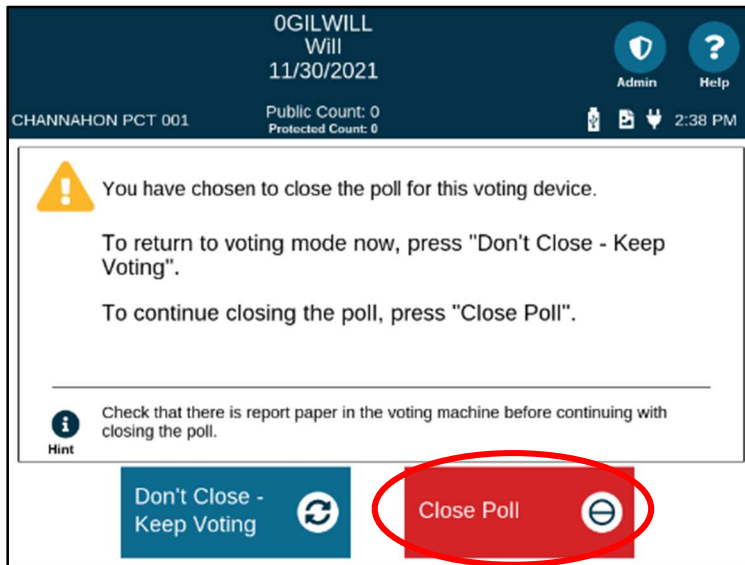 0GILWILL
Will
11/30/2021
Admin
Help
CHANNAHON PCT 001
Public Count: 0
Protected Count: 0
2:38 PM
You have chosen to close the poll for this voting device.
To return to voting mode now, press "Don't Close - Keep
Voting".
To continue closing the poll, press "Close Poll".
Check that there is report paper in the voting machine before continuing with
closing the poll.
Hint
Don't Close -
Keep Voting
Close Poll